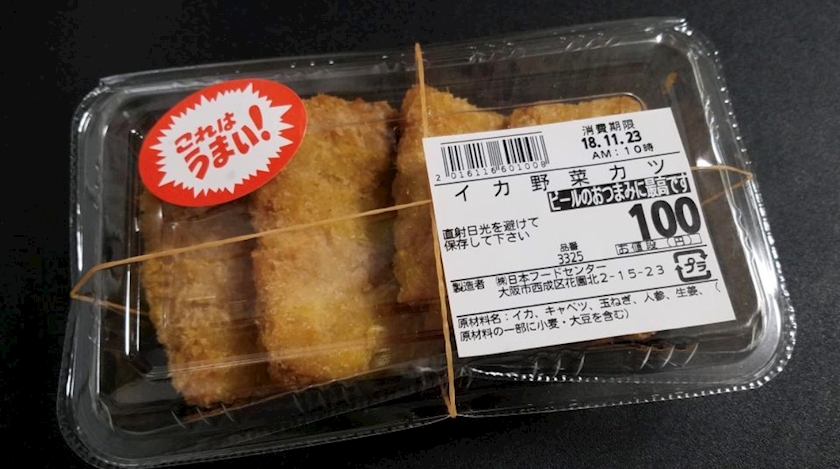 これは
うまい!
消費期限
18.11.23
AM:10時
2016116601008
イカ野菜カツ
ビールのおつまみに最高です
100
直射日光を避けて
保存して下さい
品番
3325
お値段(円)
プラ
製造者 ㈱日本フードセンター
大阪市西成区花園北2-15-23
原材料名:イカ、キャベツ、玉ねぎ、人参、生姜、(
原材料の一部に小麦・大豆を含む)